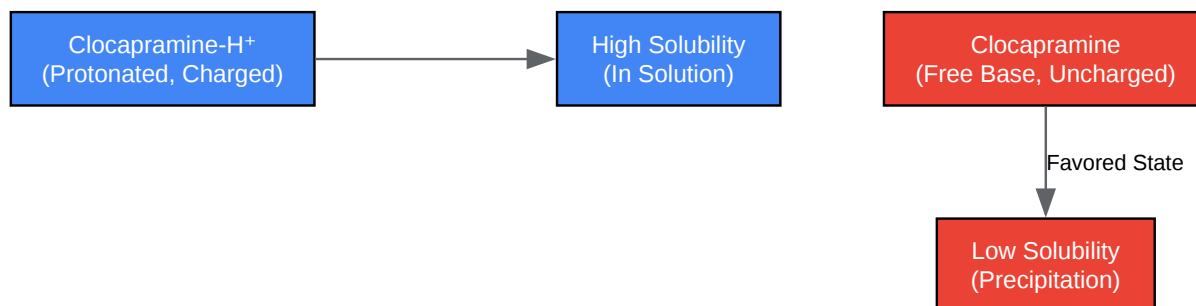 Clocapramine-H⁺
(Protonated, Charged)
High Solubility
(In Solution)
Clocapramine
(Free Base, Uncharged)
Favored State
Low Solubility
(Precipitation)